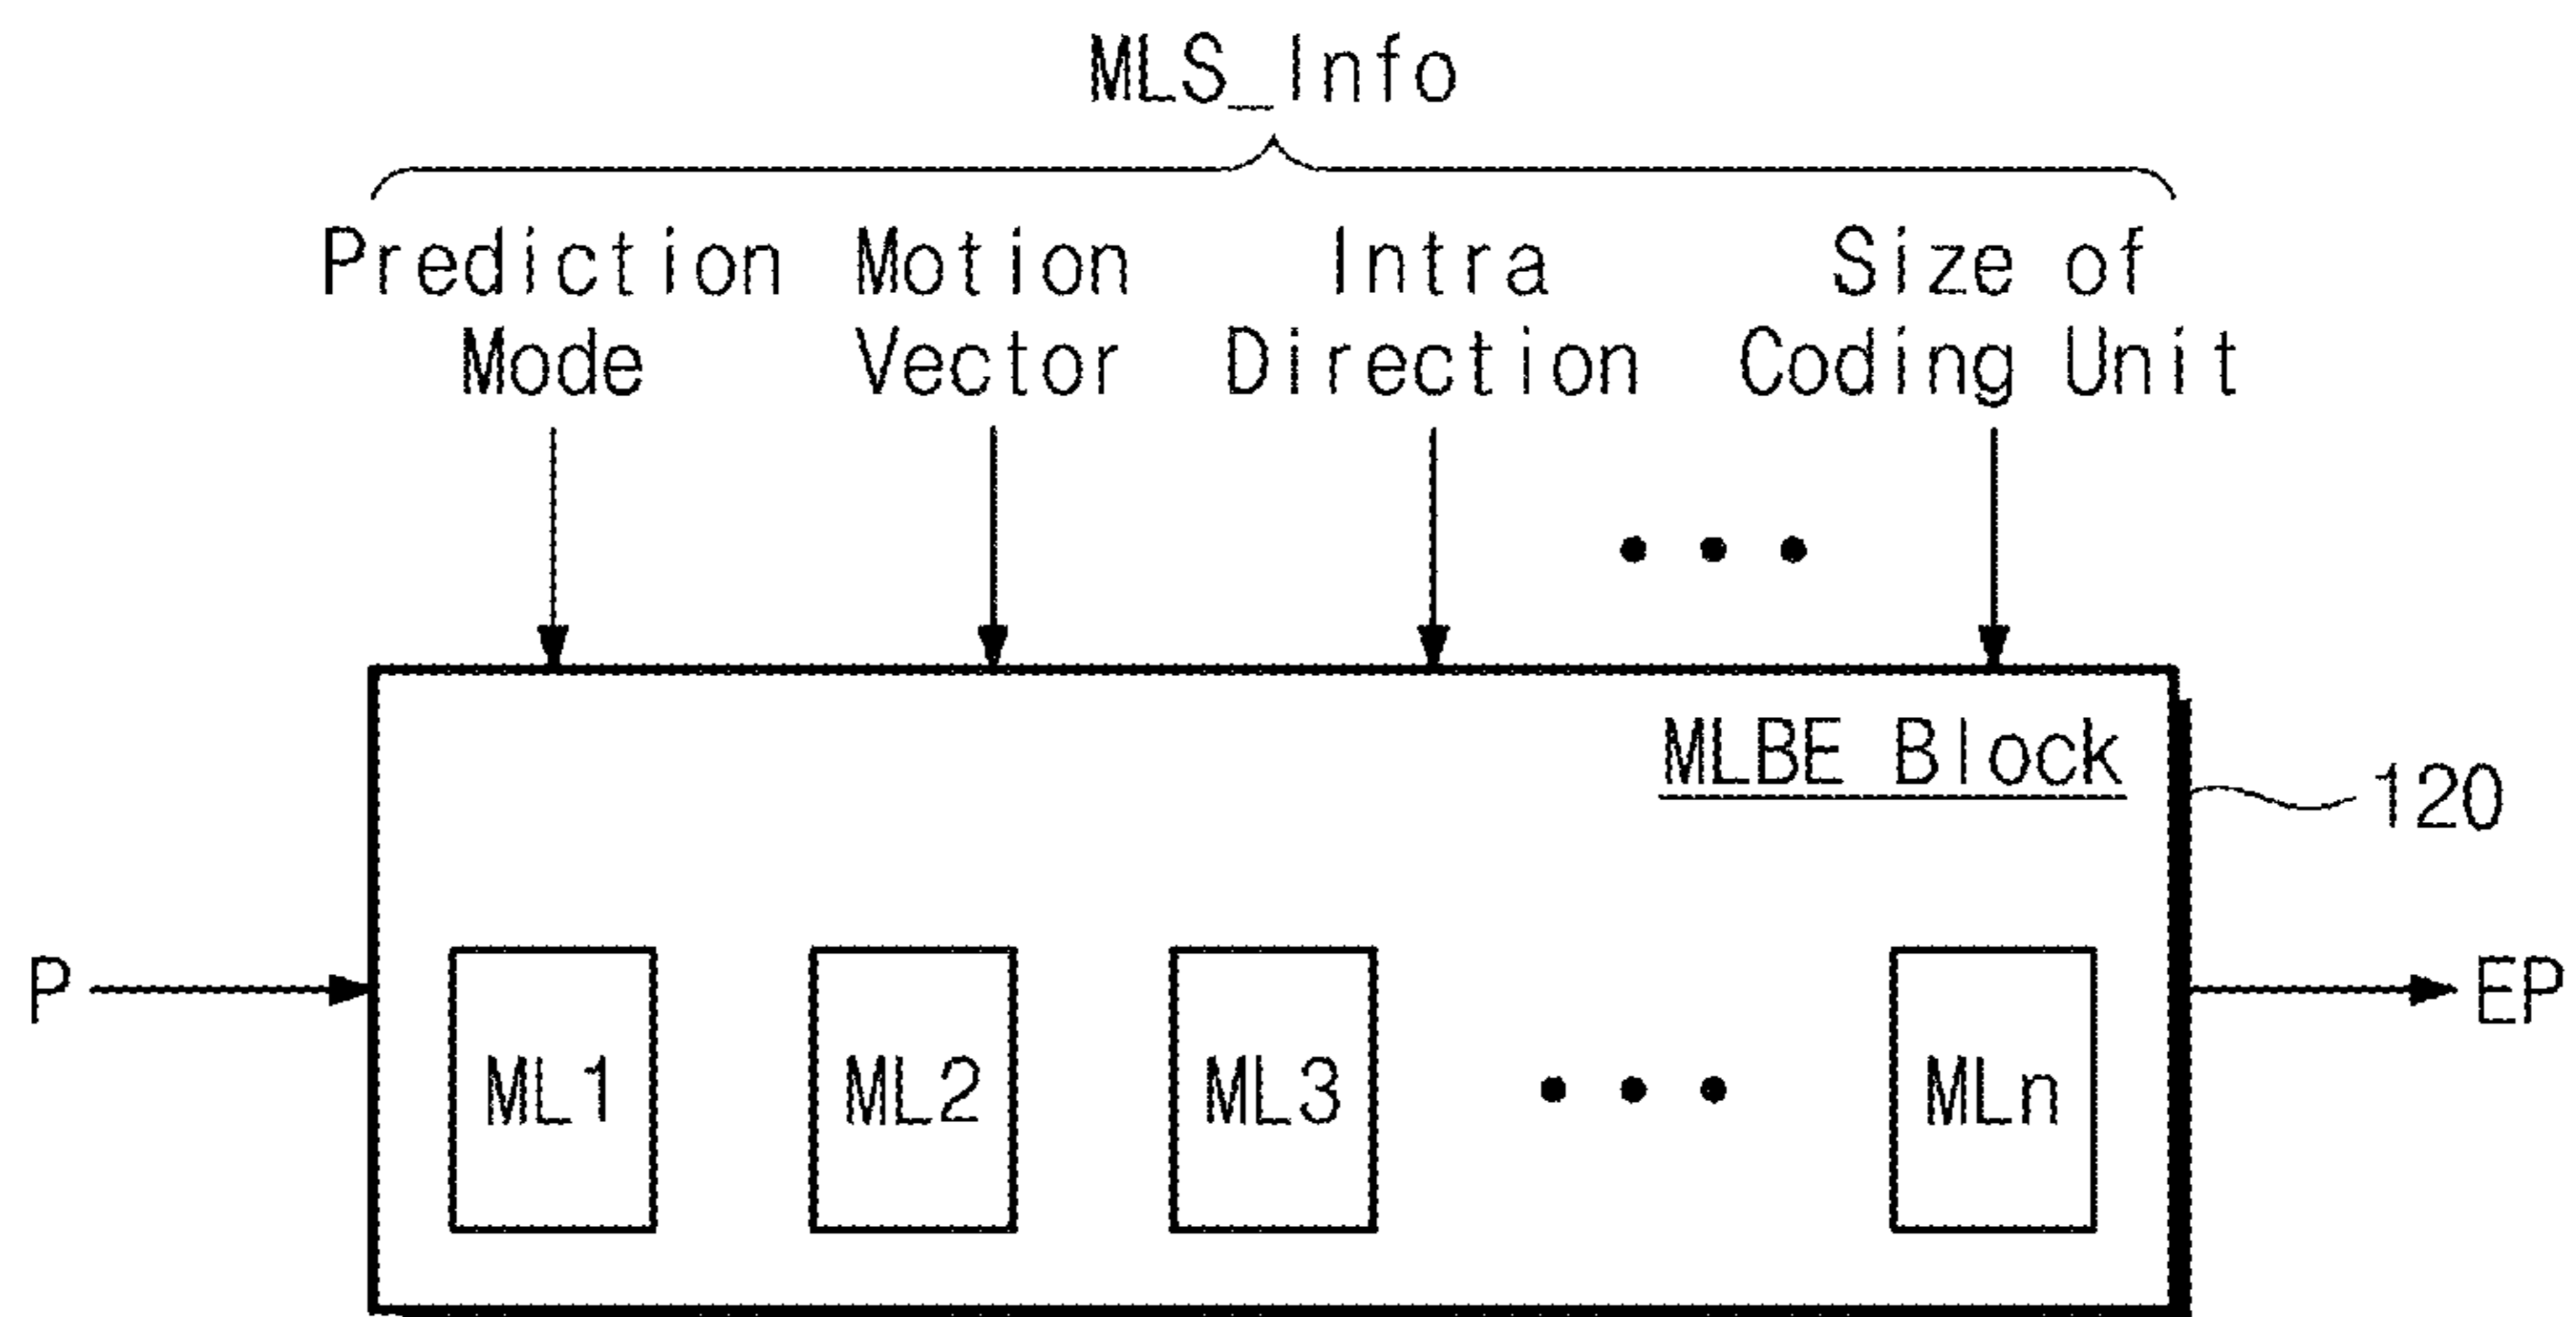 MLS_Info
Prediction Mode
Motion Vector
Intra Direction
Size of Coding Unit
MLBE Block
120
P
ML1
ML2
ML3
MLn
EP